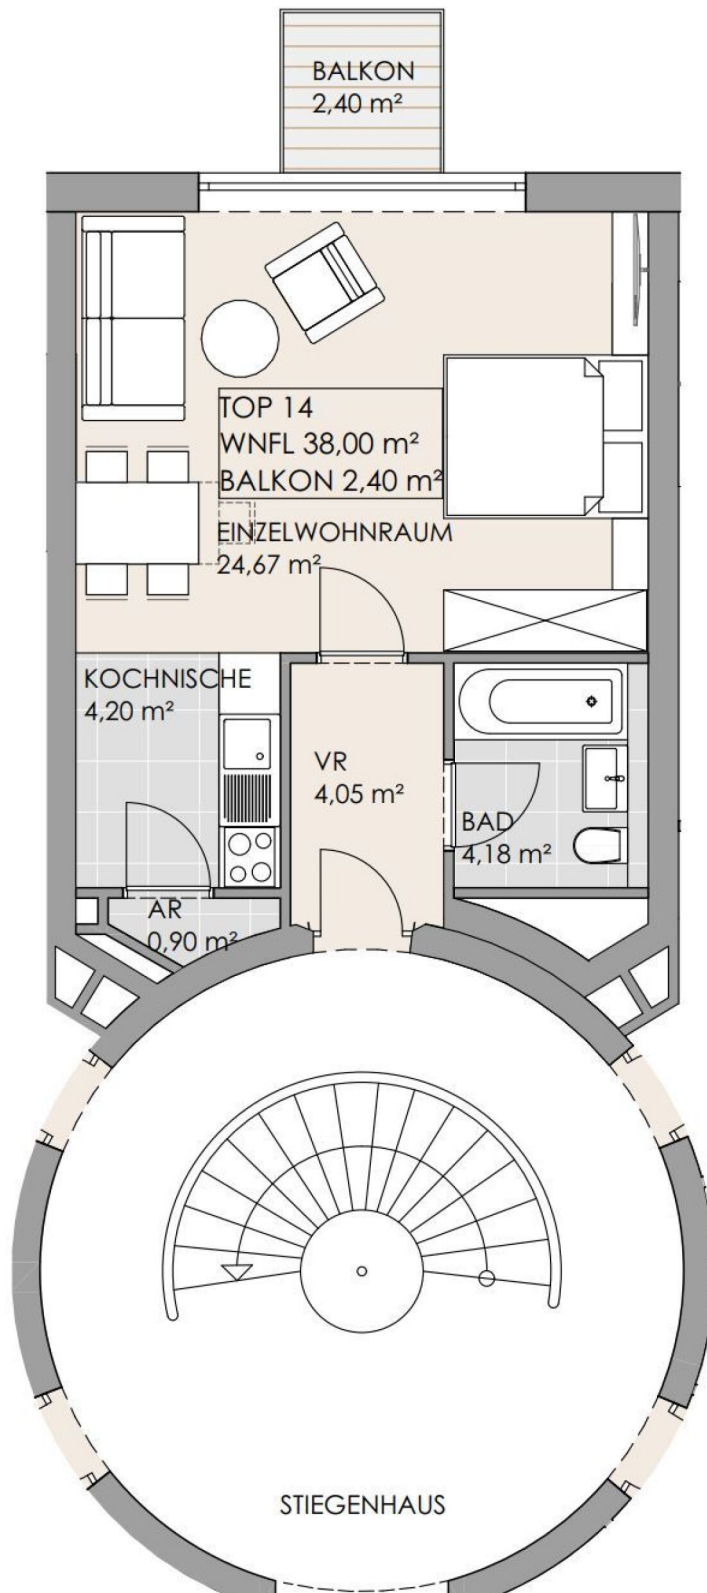 BALKON
2,40 m²
TOP 14
WNFL 38,00 m²
BALKON 2,40 m²
EINZELWOHNRAUM
24,67 m²
KOCHNISCHE
4,20 m²
VR
4,05 m²
BAD
4,18 m²
AR
0,90 m²
STIEGENHAUS